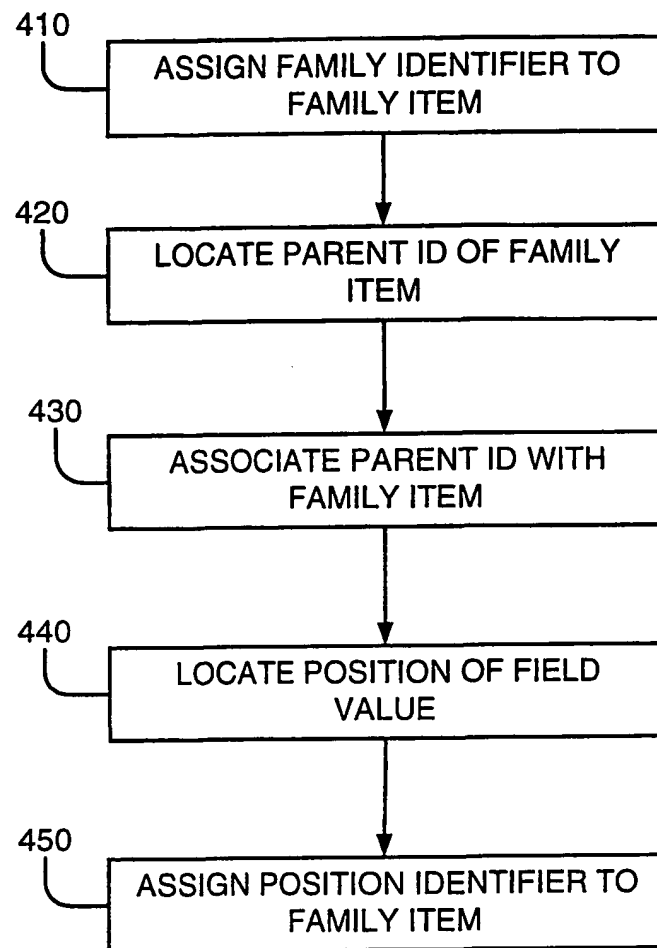 410
ASSIGN FAMILY IDENTIFIER TO
FAMILY ITEM
420
LOCATE PARENT ID OF FAMILY
ITEM
430
ASSOCIATE PARENT ID WITH
FAMILY ITEM
440
LOCATE POSITION OF FIELD
VALUE
450
ASSIGN POSITION IDENTIFIER TO
FAMILY ITEM